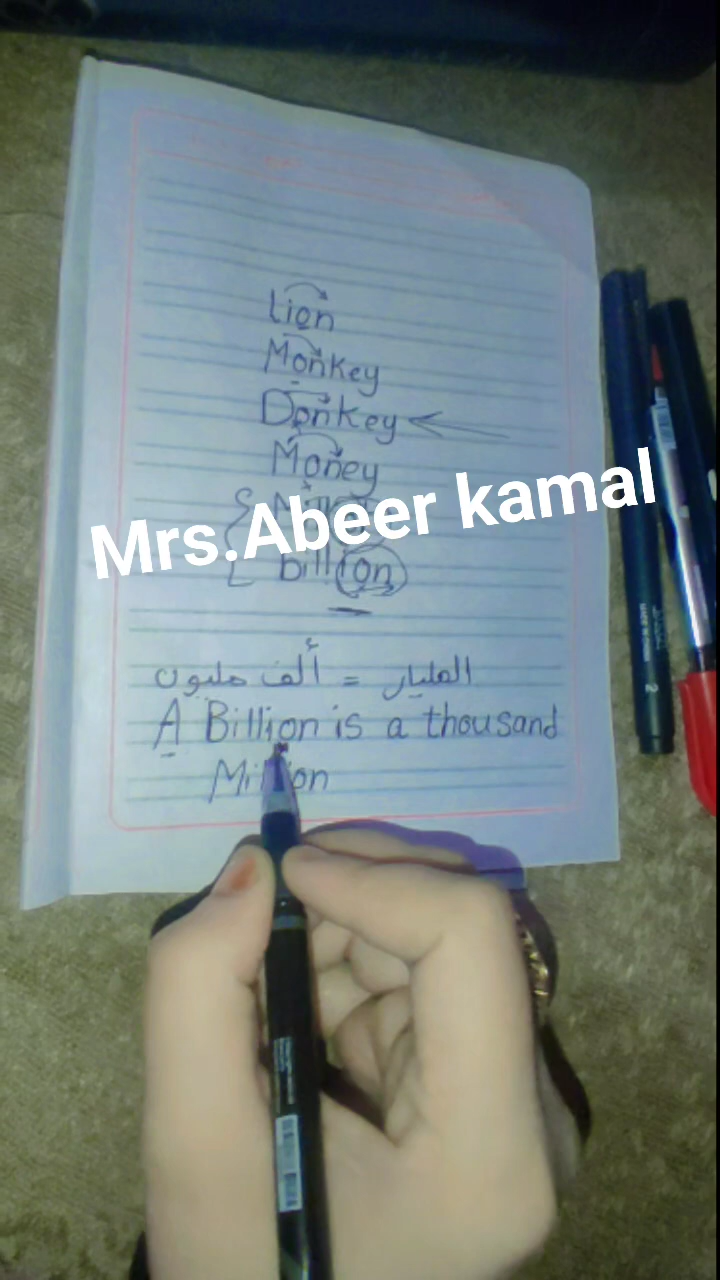 Lion
Monkey
Donkey
Money
Mrs.Abeer kamal
billion
المليار = ألف مليون
A Billion is a thousand
Million